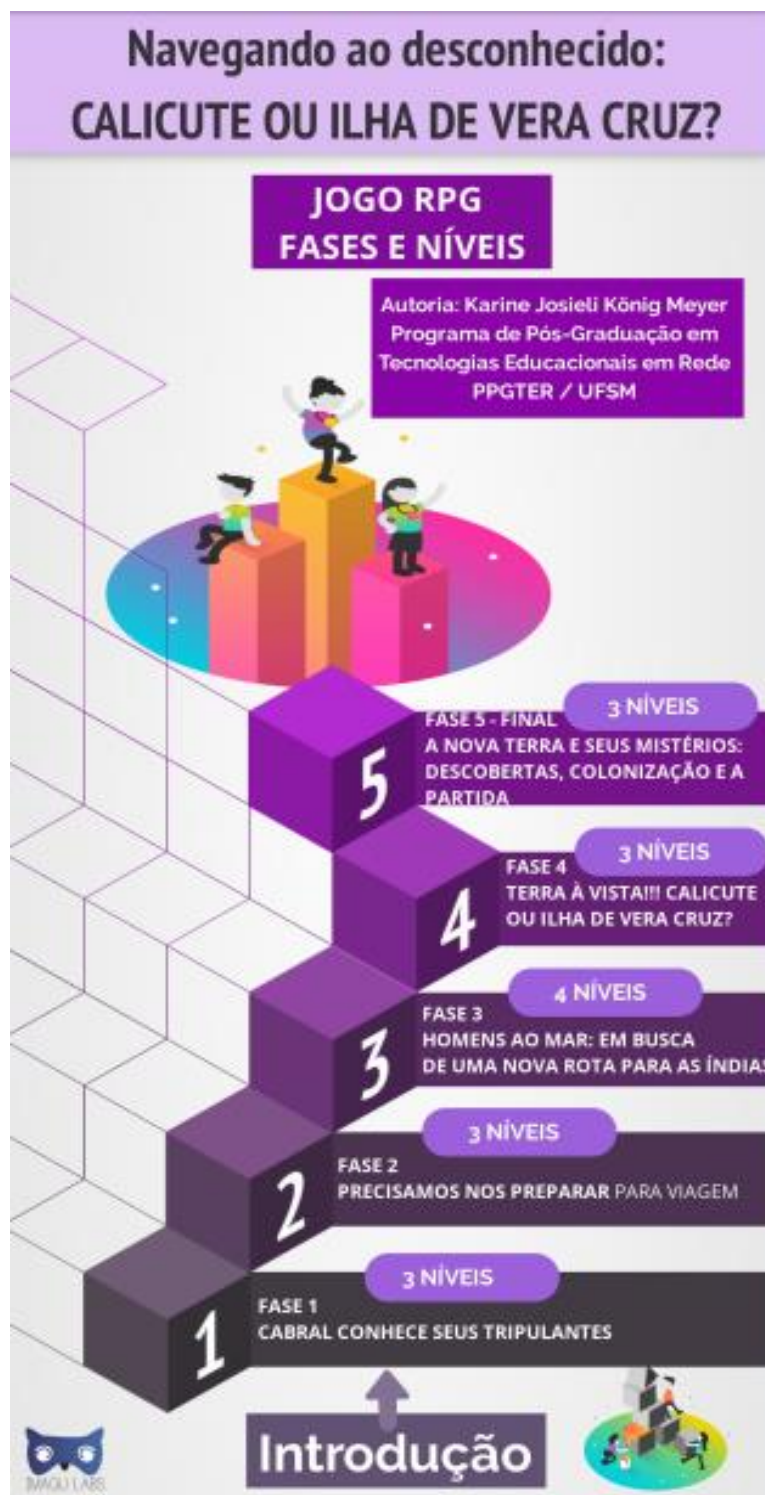 Navegando ao desconhecido:
CALICUTE OU ILHA DE VERA CRUZ?
JOGO RPG
FASES E NÍVEIS
Autoria: Karine Josieli König Meyer
Programa de Pós-Graduação em
Tecnologias Educacionais em Rede
PPGTER / UFSM
3 NÍVEIS
5
FASE 5 - FINAL
A NOVA TERRA E SEUS MISTÉRIOS:
DESCOBERTAS, COLONIZAÇÃO E A
PARTIDA
3 NÍVEIS
4
FASE 4
TERRA À VISTA!!! CALICUTE
OU ILHA DE VERA CRUZ?
4 NÍVEIS
3
FASE 3
HOMENS AO MAR: EM BUSCA
DE UMA NOVA ROTA PARA AS ÍNDIAS
3 NÍVEIS
2
FASE 2
PRECISAMOS NOS PREPARAR PARA VIAGEM
3 NÍVEIS
1
FASE 1
CABRAL CONHECE SEUS TRIPULANTES
Introdução
IMAGU LABS